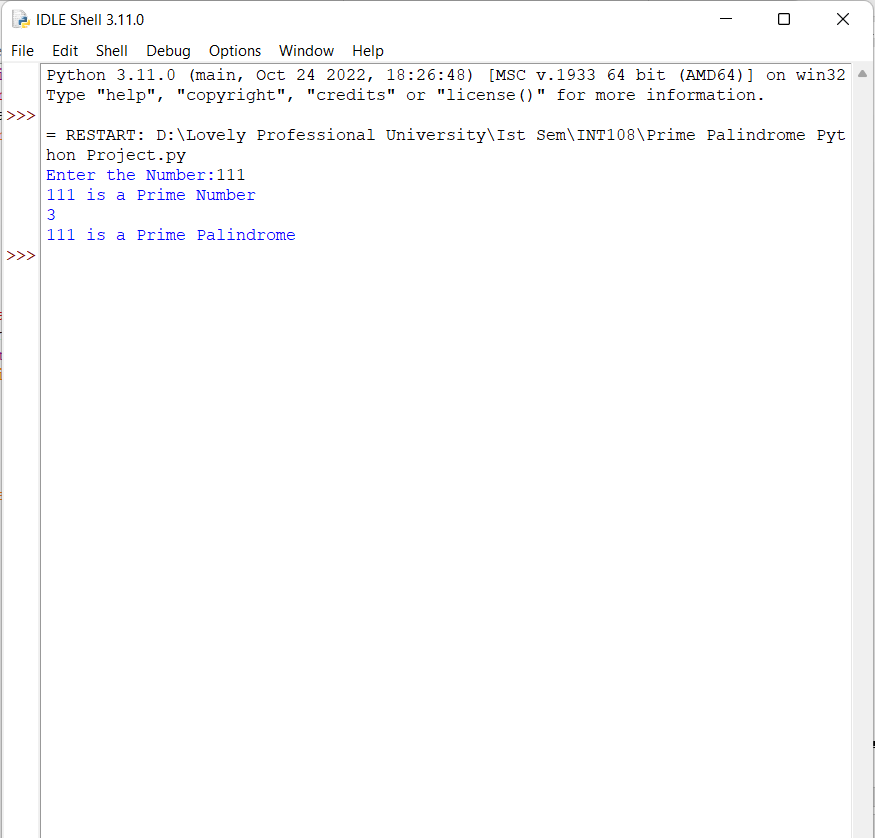 IDLE Shell 3.11.0
File Edit Shell Debug Options Window Help
Python 3.11.0 (main, Oct 24 2022, 18:26:48) [MSC v.1933 64 bit (AMD64)] on win32
Type "help", "copyright", "credits" or "license()" for more information.
>>>
= RESTART: D:\Lovely Professional University\Ist Sem\INT108\Prime Palindrome Pyt
hon Project.py
Enter the Number:111
111 is a Prime Number
3
111 is a Prime Palindrome
>>>